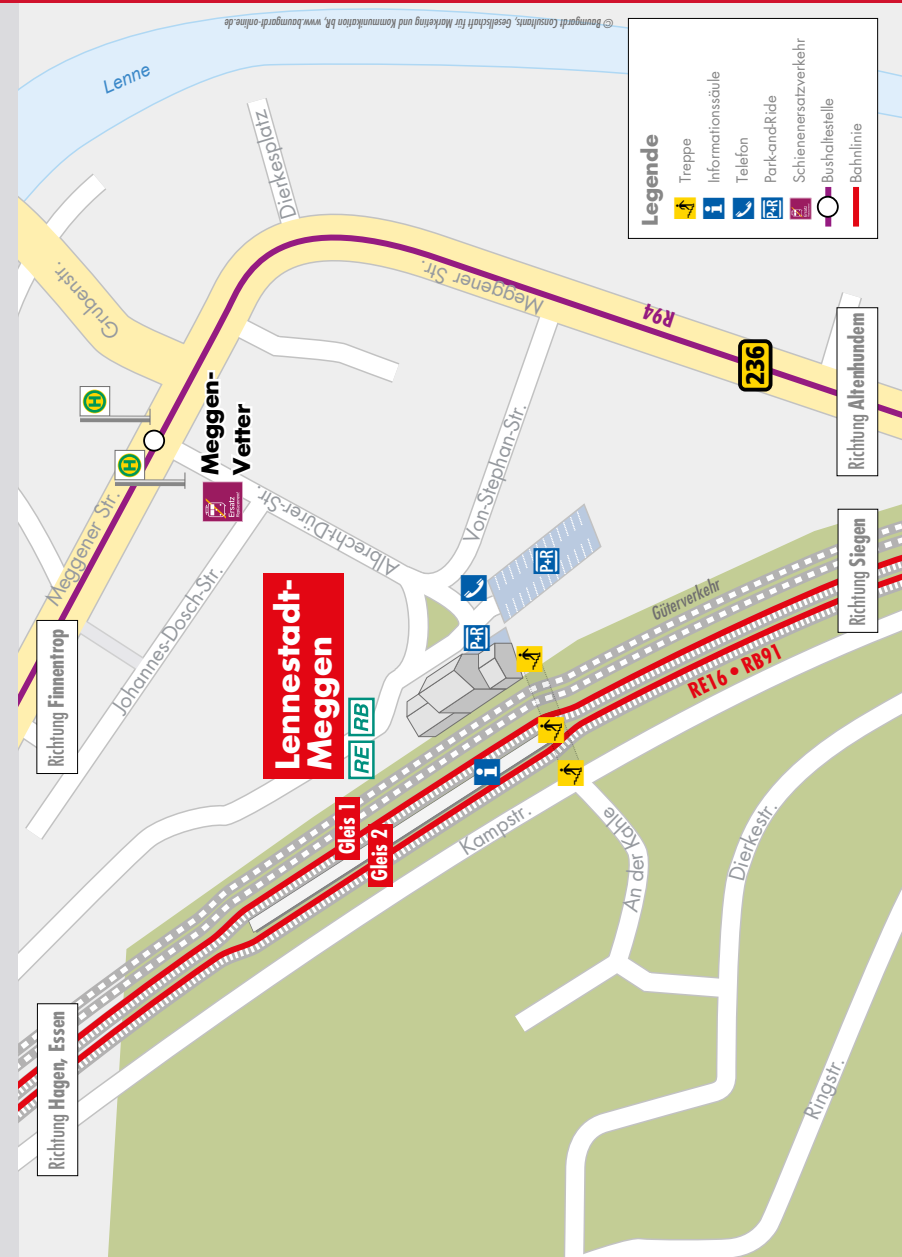 Richtung Hagen, Essen
Richtung Finnentrop
Lenne
Grubenstr.
Dierkesplatz
Meggener Str.
Meggener Str.
H
H
Ersatz
Meggen-
Vetter
Johannes-Dosch-Str.
Albrecht-Dürer-Str.
Von-Stephan-Str.
Lennestadt-
Meggen
RE RB
Gleis 1
Gleis 2
P+R
P+R
i
Kampstr.
An der Kahle
Dierkestr.
Ringstr.
Güterverkehr
RE16 • RB91
R94
236
Richtung Siegen
Richtung Altenhundem
Legende
Treppe
i Informationssäule
Telefon
P+R Park-and-Ride
Schienenersatzverkehr
Bushaltestelle
Bahnlinie
© Baumgardt Consultants, Gesellschaft für Marketing und Kommunikation bR, www.baumgardt-online.de